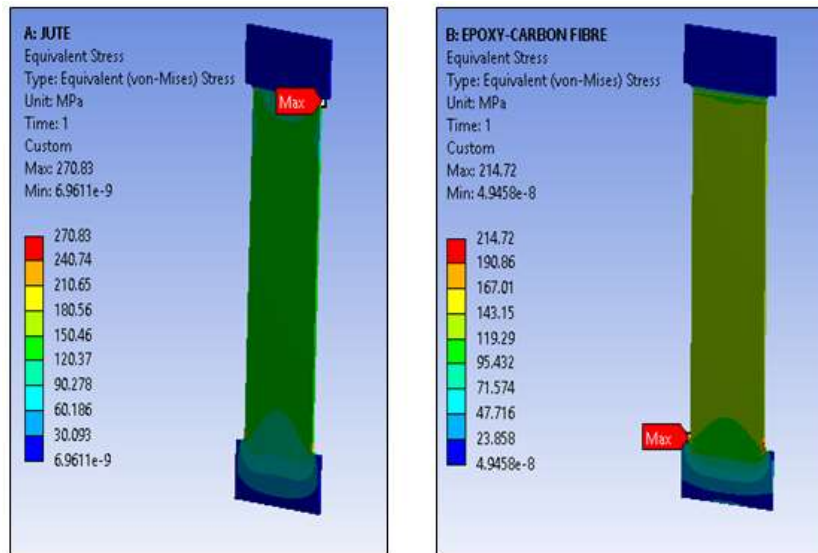 A: JUTE
Equivalent Stress
Type: Equivalent (von-Mises) Stress
Unit: MPa
Time: 1
Custom
Max: 270.83
Min: 6.9611e-9
270.83
240.74
210.65
180.56
150.46
120.37
90.278
60.186
30.093
6.9611e-9
Max
B: EPOXY-CARBON FIBRE
Equivalent Stress
Type: Equivalent (von-Mises) Stress
Unit: MPa
Time: 1
Custom
Max: 214.72
Min: 4.9458e-8
214.72
190.86
167.01
143.15
119.29
95.432
71.574
47.716
23.858
4.9458e-8
Max